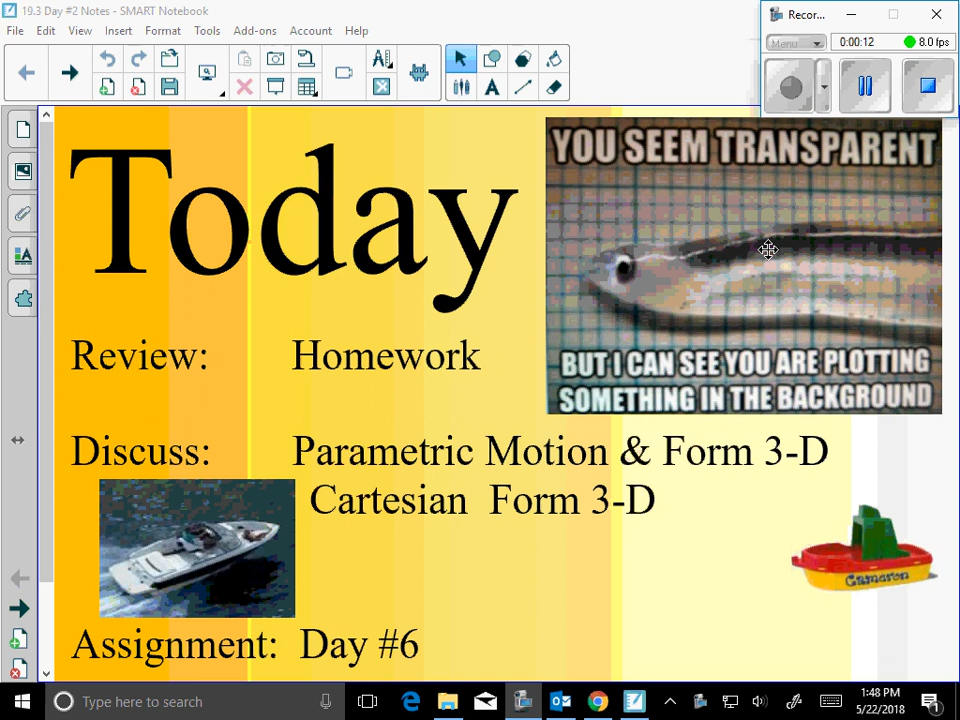 19.3 Day #2 Notes - SMART Notebook
Recor...
File Edit View Insert Format Tools Add-ons Account Help
Menu 0:00:12 8.0 fps
YOU SEEM TRANSPARENT
Today
Review: Homework
BUT I CAN SEE YOU ARE PLOTTING
SOMETHING IN THE BACKGROUND
Discuss: Parametric Motion & Form 3-D
Cartesian Form 3-D
Cameron
Assignment: Day #6
Type here to search
1:48 PM
5/22/2018
1